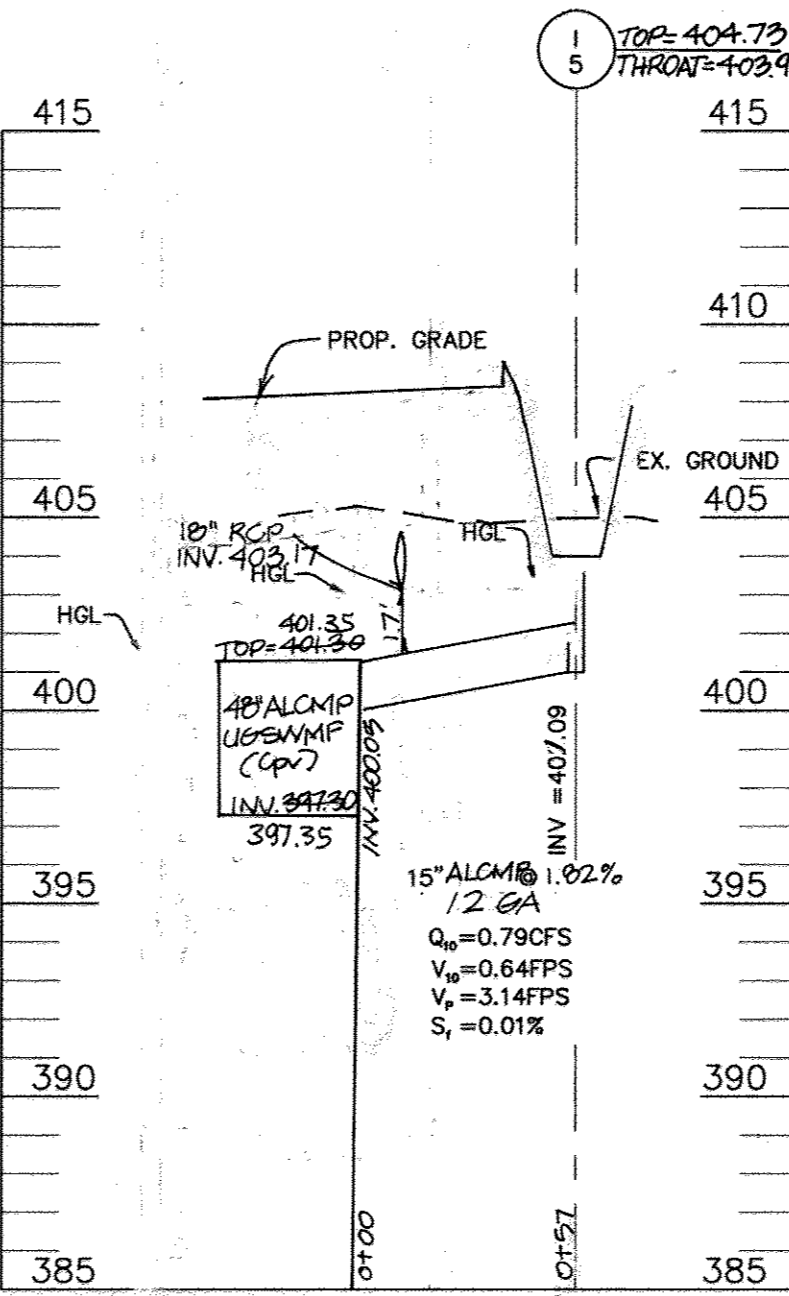 1
5
TOP=404.73
THROAT=403.9
415
415
410
PROP. GRADE
EX. GROUND
405
405
18" RCP
INV. 403.17
HGL
HGL
HGL
17'
401.35
TOP=401.30
400
400
48" ALCMP
UGSWMF
(Cpv)
INV. 397.30
397.35
INV. 400.05
INV =401.09
15" ALCMP@ 1.82%
12 GA
Q10=0.79CFS
V10=0.64FPS
VP=3.14FPS
Sf=0.01%
395
395
390
390
0+00
0+57
385
385